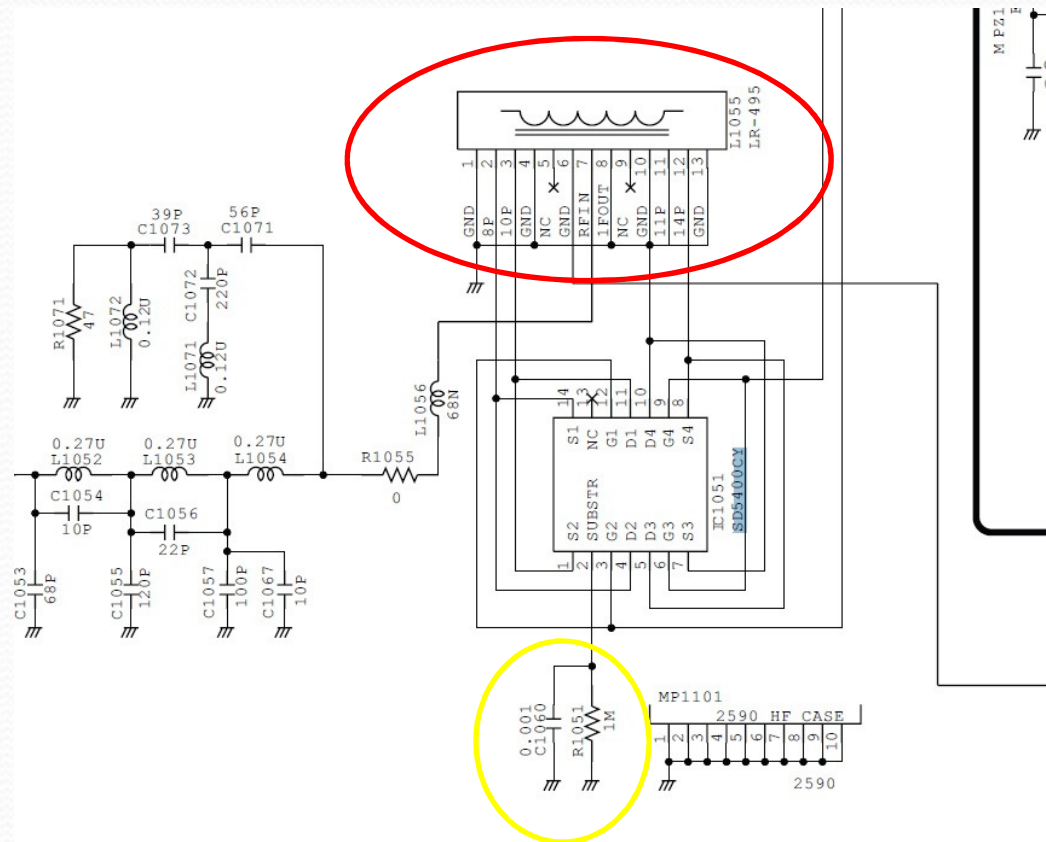 MPZ1
L1055
LR-495
1 2 3 4 5 6 7 8 9 10 11 12 13
GND 8P 10P GND NC GND RFIN 1FOUT NC GND 11P 14P GND
39P
C1073
56P
C1071
C1072
220P
R1071
47
L1072
0.12U
L1071
0.12U
L1056
68N
R1055
0
0.27U
L1052
0.27U
L1053
0.27U
L1054
C1054
10P
C1056
22P
C1053
68P
C1055
120P
C1057
100P
C1067
10P
14 13 12 11 10 9 8
S1 NC G1 D1 D4 G4 S4
S2 SUBSTR G2 D2 D3 G3 S3
1 2 3 4 5 6 7
IC1051
SD5400CY
0.001
C1060
R1051
1M
MP1101
2590 HF CASE
1 2 3 4 5 6 7 8 9 10
2590